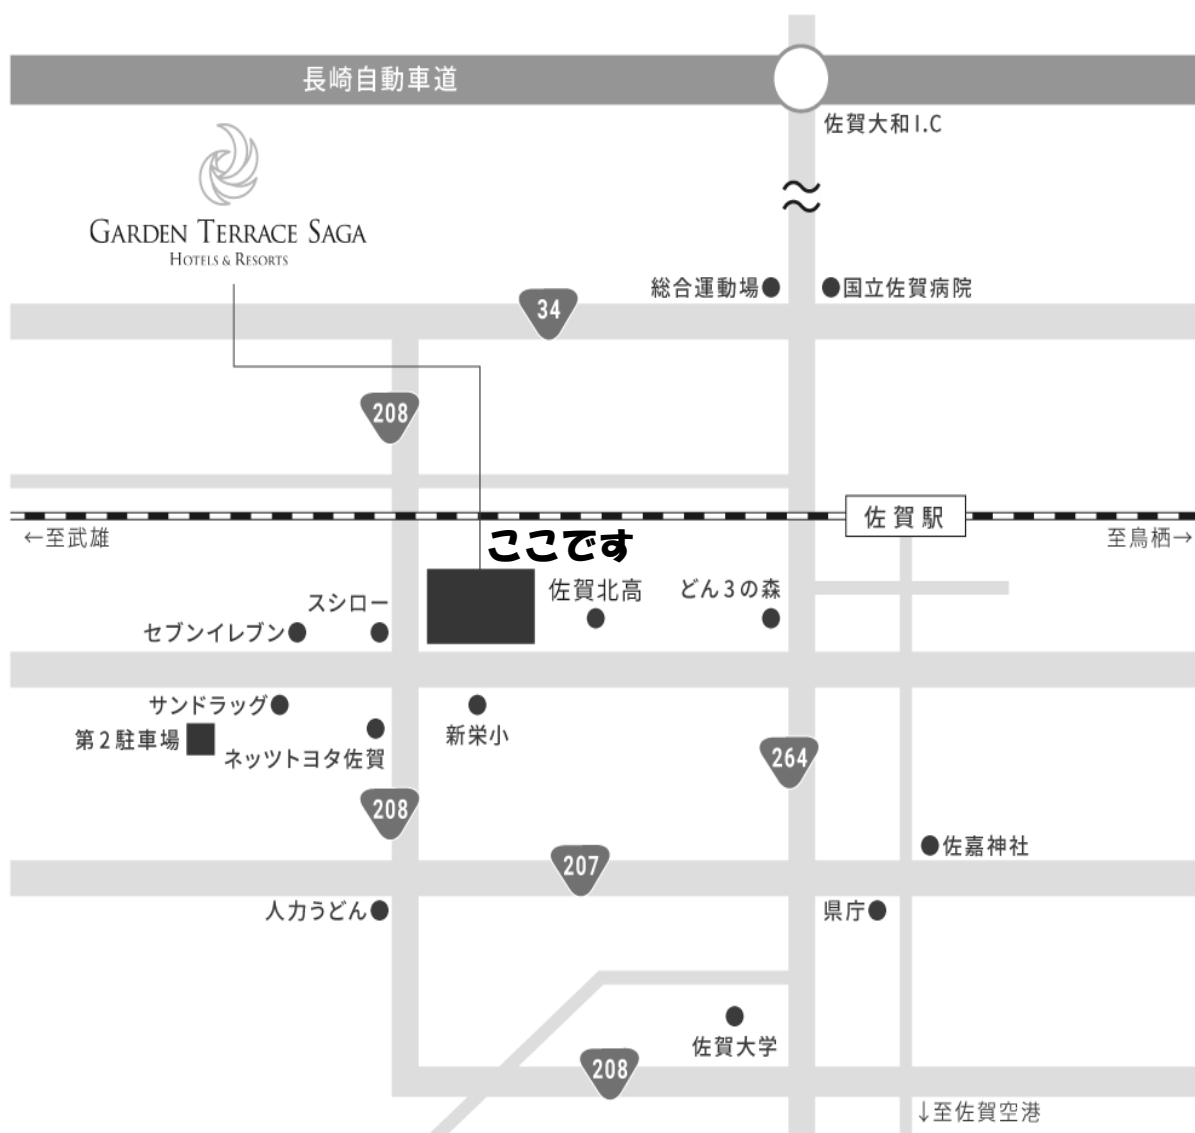 長崎自動車道
佐賀大和I.C
GARDEN TERRACE SAGA
HOTELS & RESORTS
総合運動場
国立佐賀病院
34
208
佐賀駅
←至武雄
至鳥栖→
ここです
佐賀北高
どん3の森
スシロー
セブンイレブン
サンドラッグ
第2駐車場
ネッツトヨタ佐賀
新栄小
264
208
佐嘉神社
207
人力うどん
県庁
佐賀大学
208
↓至佐賀空港